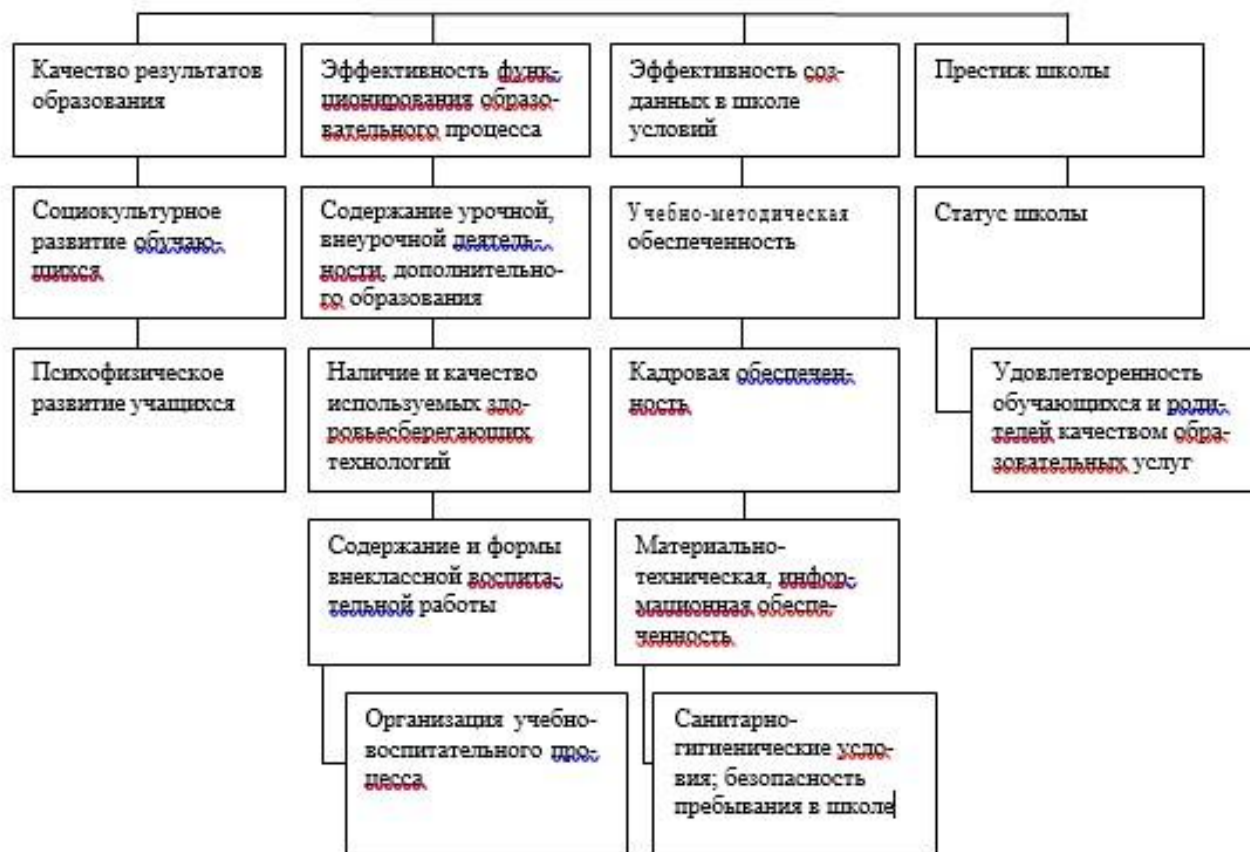 Качество результатов
образования
Эффективность функ-
ционирования образо-
вательного процесса
Эффективность соз-
данных в школе
условий
Престиж школы
Социокультурное
развитие обучаю-
щихся
Содержание урочной,
внеурочной деятель-
ности, дополнительно-
го образования
Учебно-методическая
обеспеченность
Статус школы
Психофизическое
развитие учащихся
Наличие и качество
используемых здо-
ровьесберегающих
технологий
Кадровая обеспечен-
ность
Удовлетворенность
обучающихся и роди-
телей качеством обра-
зовательных услуг
Содержание и формы
внеклассной воспита-
тельной работы
Материально-
техническая, инфор-
мационная обеспе-
ченность
Организация учебно-
воспитательного про-
цесса
Санитарно-
гигиенические усло-
вия; безопасность
пребывания в школе